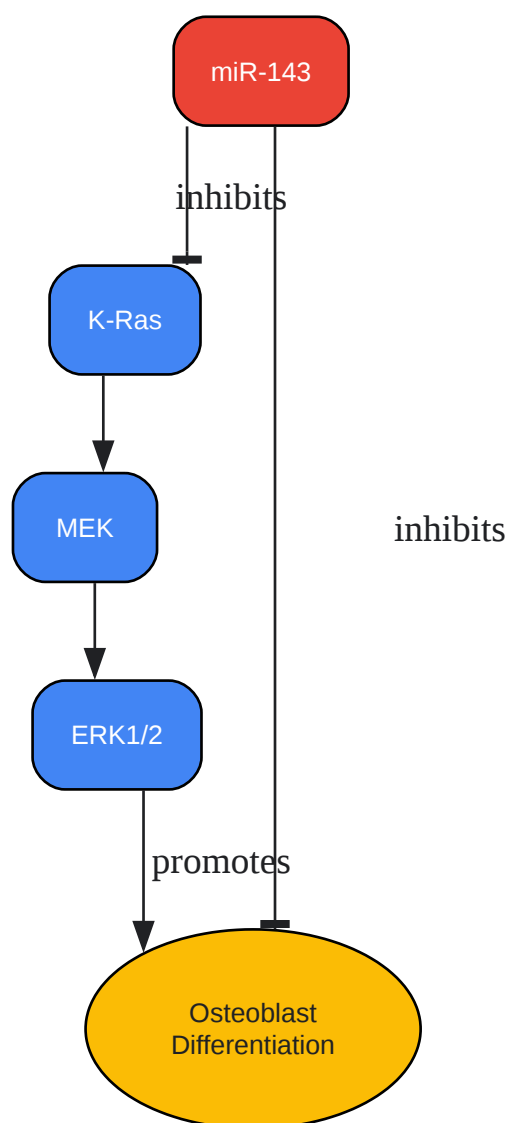 miR-143
inhibits
K-Ras
MEK
inhibits
ERK1/2
promotes
Osteoblast
Differentiation